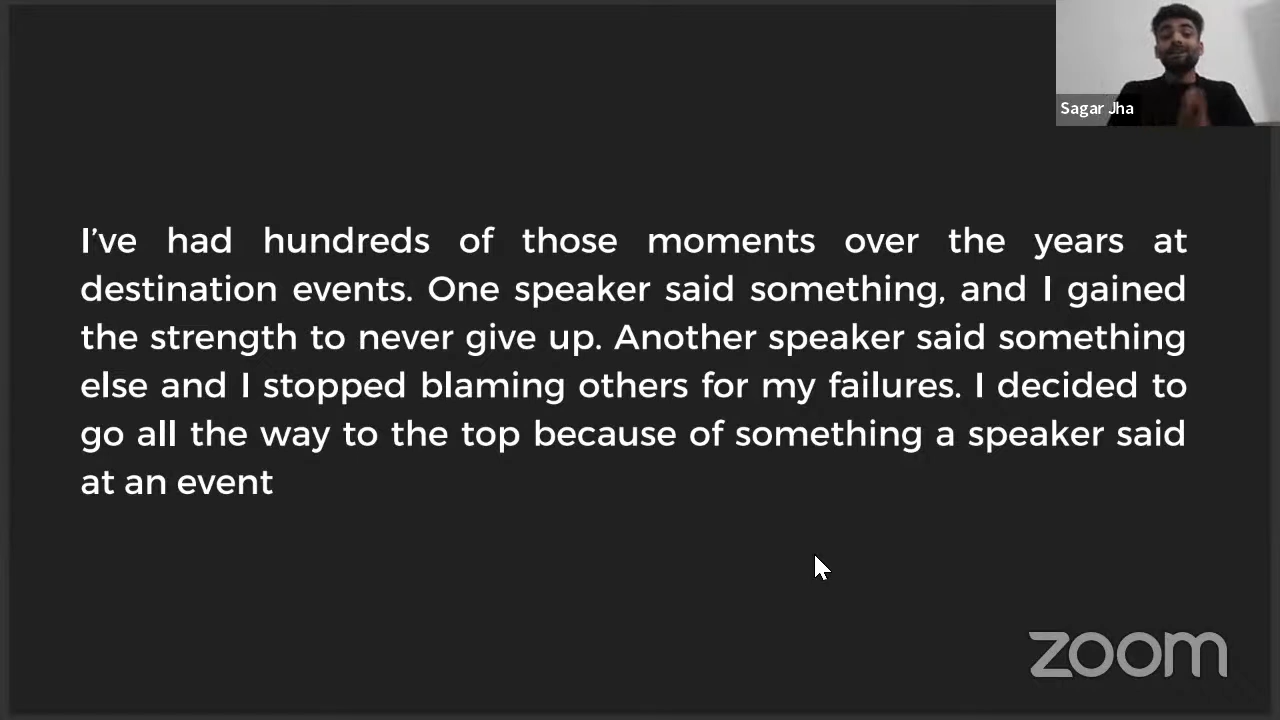 Sagar Jha
I’ve had hundreds of those moments over the years at
destination events. One speaker said something, and I gained
the strength to never give up. Another speaker said something
else and I stopped blaming others for my failures. I decided to
go all the way to the top because of something a speaker said
at an event
zoom